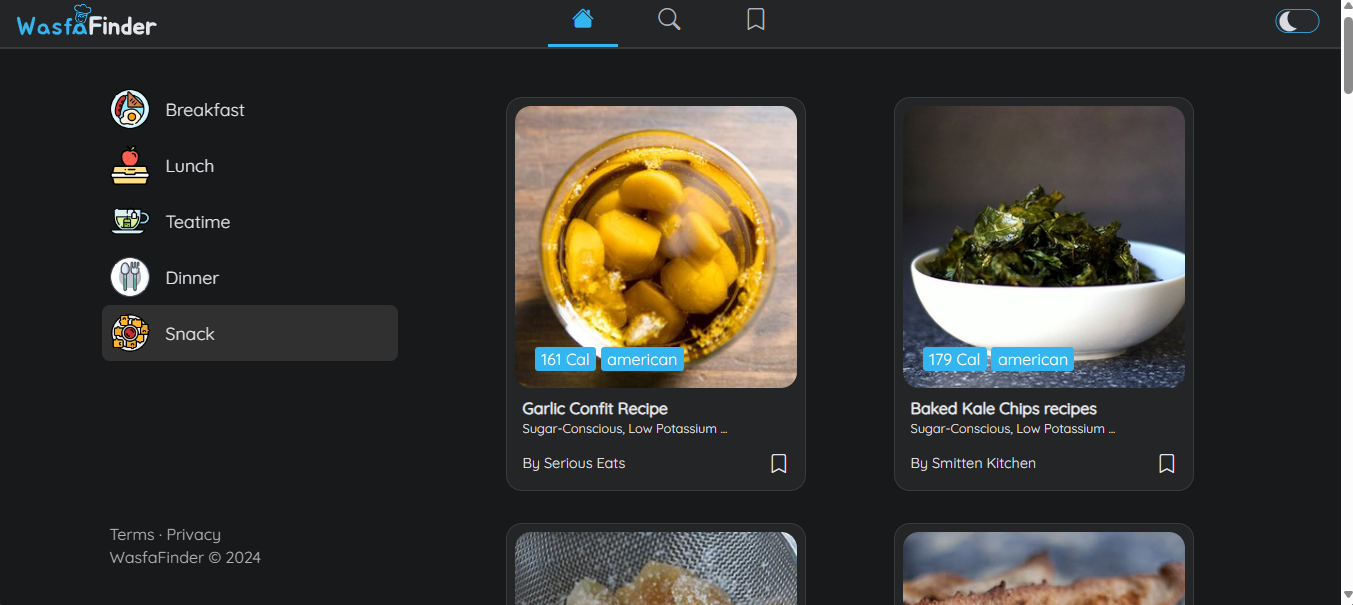 WasfaFinder
Breakfast
Lunch
Teatime
Dinner
Snack
161 Cal american
Garlic Confit Recipe
Sugar-Conscious, Low Potassium ...
By Serious Eats
179 Cal american
Baked Kale Chips recipes
Sugar-Conscious, Low Potassium ...
By Smitten Kitchen
Terms · Privacy
WasfaFinder © 2024